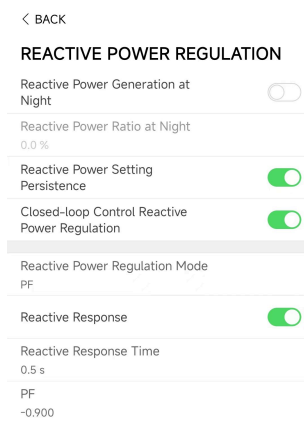 < BACK
REACTIVE POWER REGULATION
Reactive Power Generation at
Night
Reactive Power Ratio at Night
0.0 %
Reactive Power Setting
Persistence
Closed-loop Control Reactive
Power Regulation
Reactive Power Regulation Mode
PF
Reactive Response
Reactive Response Time
0.5 s
PF
-0.900